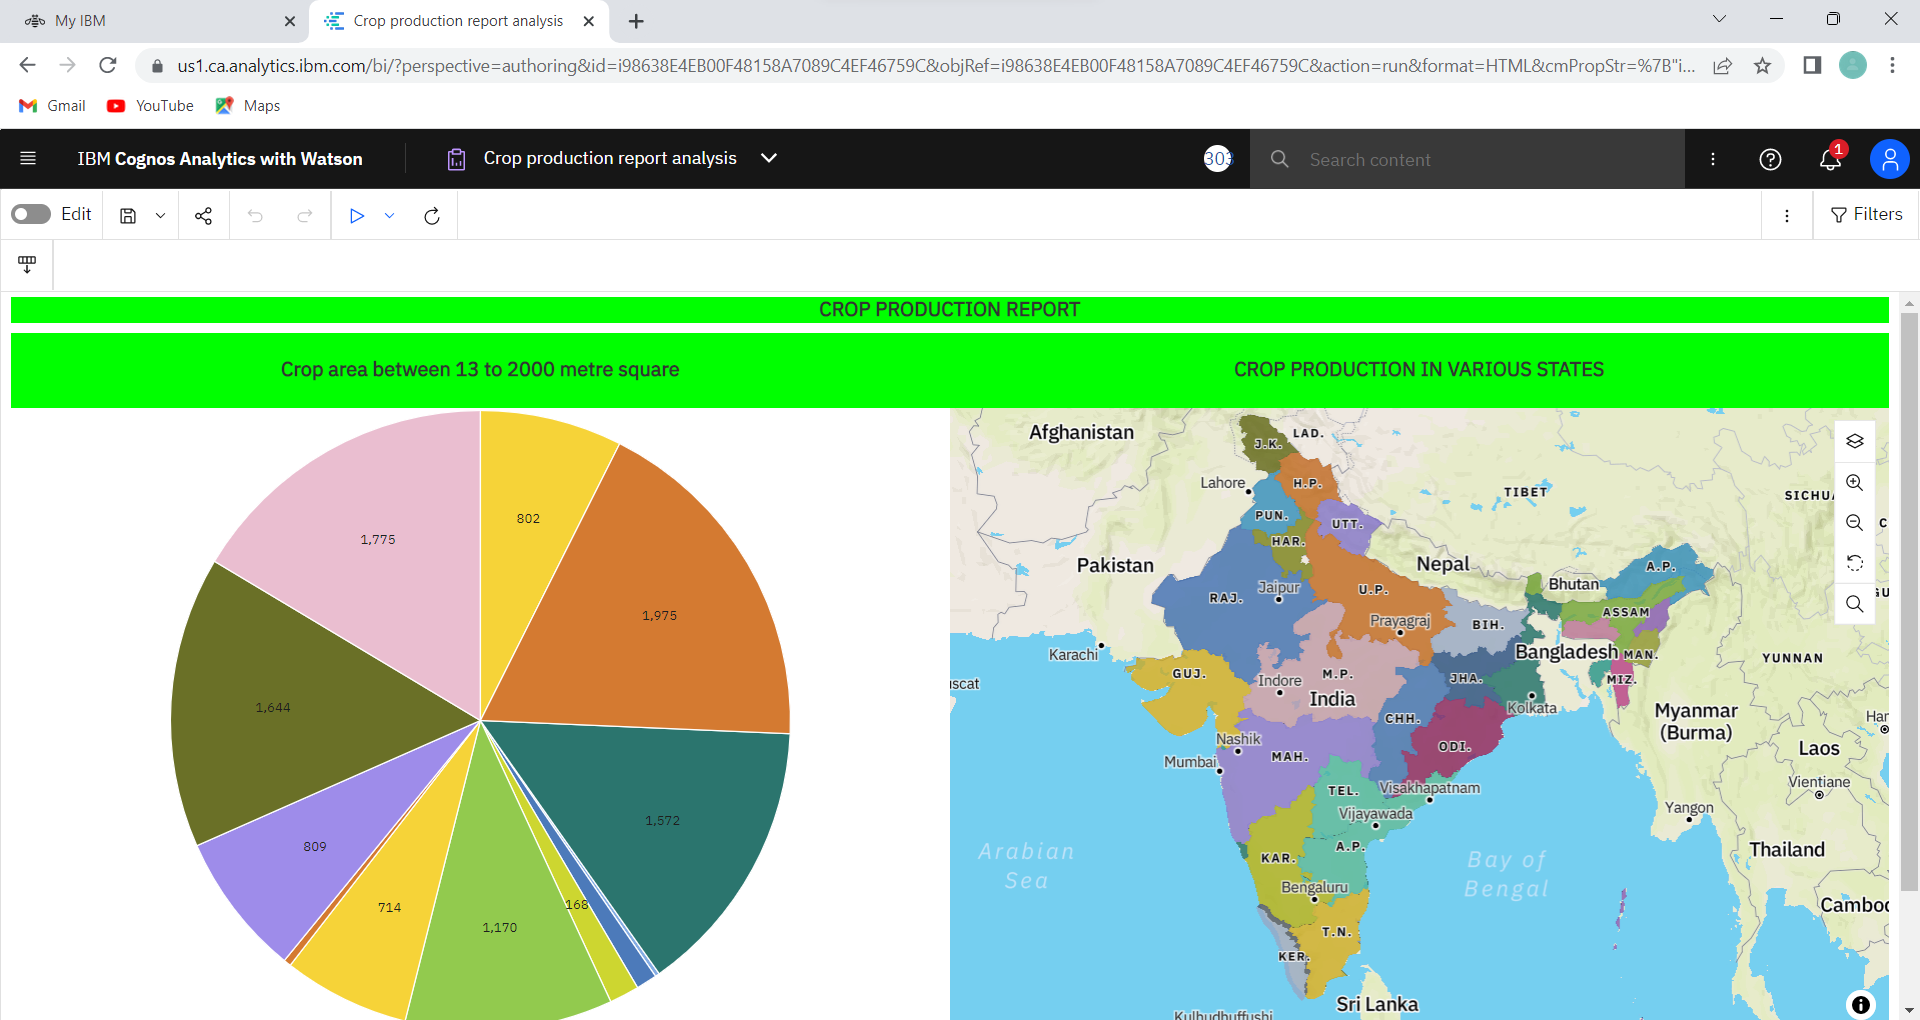 My IBM
Crop production report analysis
us1.ca.analytics.ibm.com/bi/?perspective=authoring&id=i98638E4EB00F48158A7089C4EF46759C&objRef=i98638E4EB00F48158A7089C4EF46759C&action=run&format=HTML&cmPropStr=%7B"i...
Gmail
YouTube
Maps
IBM Cognos Analytics with Watson
Crop production report analysis
303
Search content
1
Edit
Filters
CROP PRODUCTION REPORT
Crop area between 13 to 2000 metre square
CROP PRODUCTION IN VARIOUS STATES
802
1,975
1,775
1,644
1,572
809
714
168
1,170
Afghanistan
J.K.
LAD.
Lahore
H.P.
TIBET
SICHU
PUN.
UTT.
C
HAR.
Pakistan
Nepal
A.P.
Bhutan
Jaipur
U.P.
GU
RAJ.
ASSAM
Prayagraj
BIH.
Karachi
Bangladesh
MAN.
YUNNAN
GUJ.
Indore
M.P.
JHA.
MIZ.
scat
India
Kolkata
Myanmar
(Burma)
CHH.
Har
Nashik
ODI.
Laos
Mumbai
MAH.
TEL.
Visakhapatnam
Vientiane
Vijayawada
Yangon
Arabian
Sea
KAR.
A.P.
Bay of
Bengal
Thailand
Bengaluru
Camboo
T.N.
KER.
Sri Lanka
Kulhudhuffushi